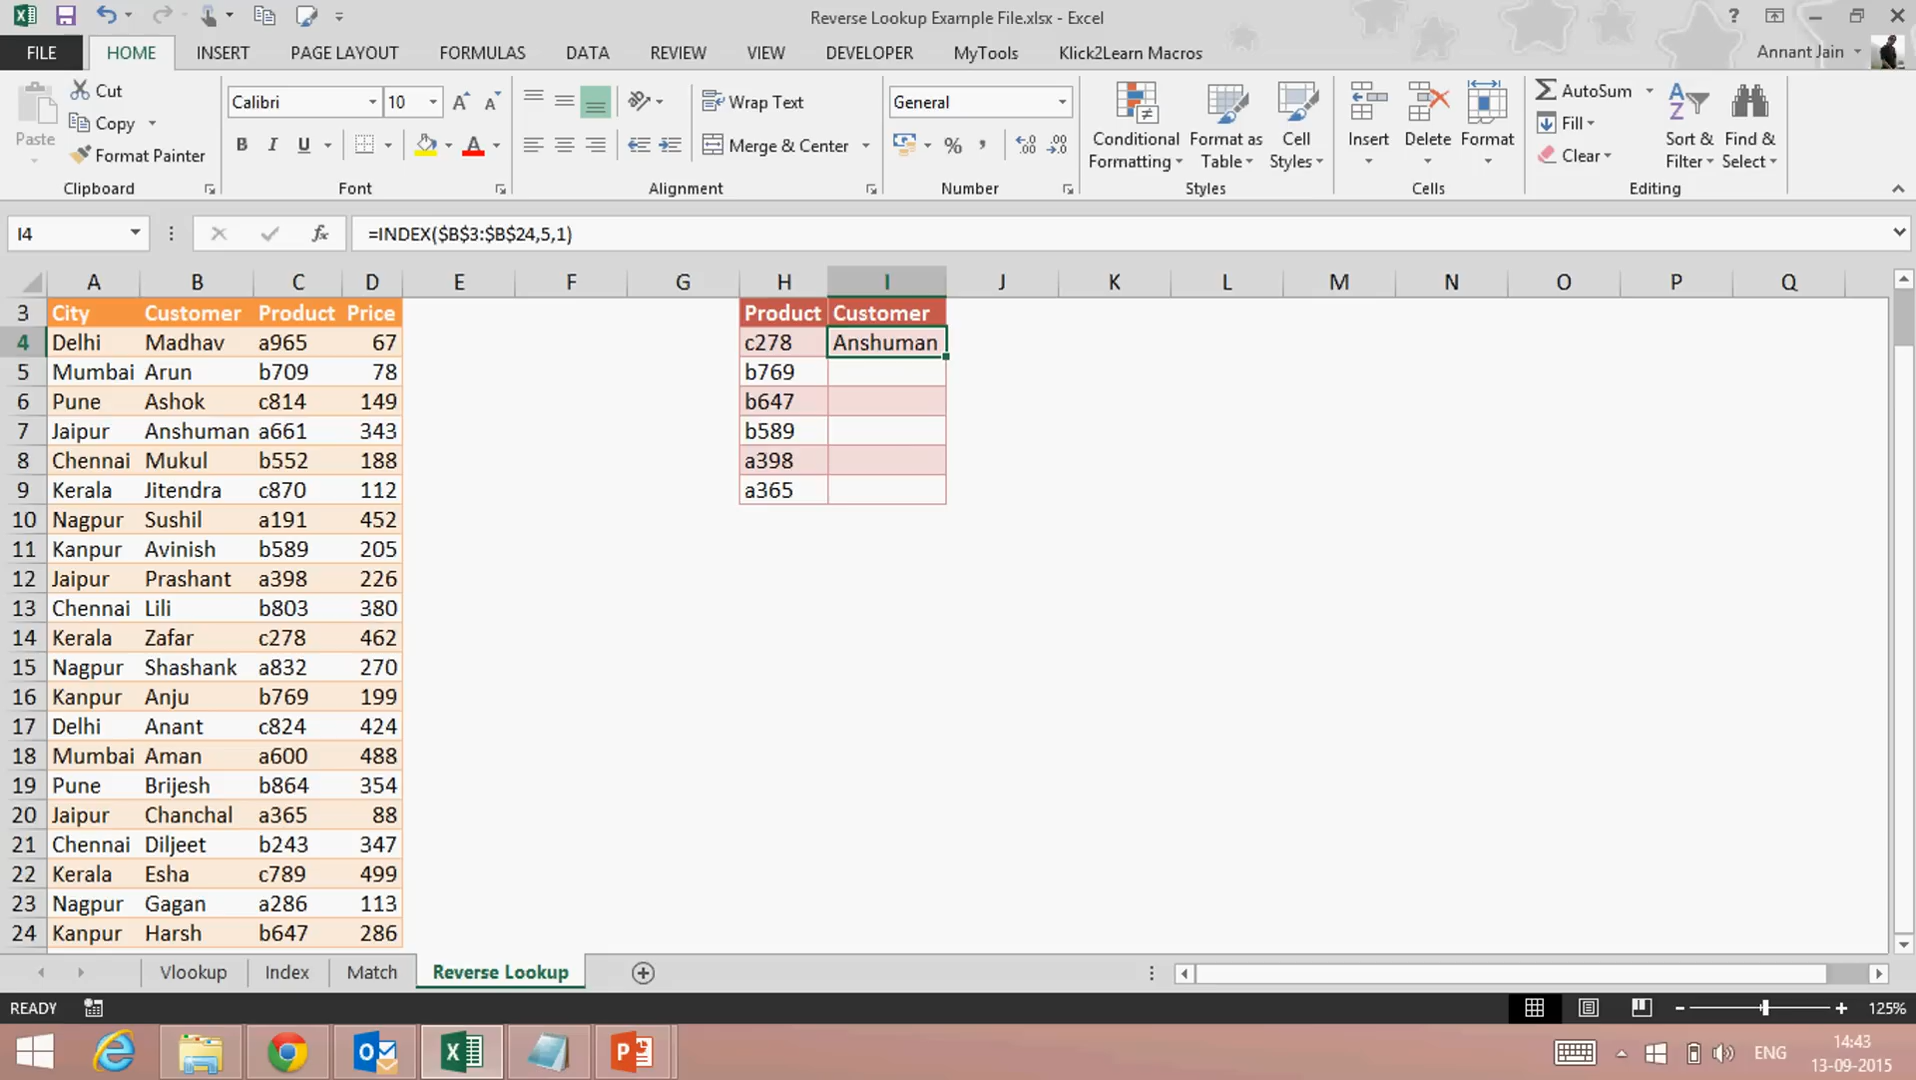 Reverse Lookup Example File.xlsx - Excel
?
FILE HOME INSERT PAGE LAYOUT FORMULAS DATA REVIEW VIEW DEVELOPER MyTools Klick2Learn Macros Annant Jain
Paste
Cut
Copy
Format Painter
Clipboard
Calibri 10
B I U A
Font
Wrap Text
Merge & Center
Alignment
General
%
Number
Conditional Formatting
Format as Table
Cell Styles
Styles
Insert
Delete
Format
Cells
AutoSum
Fill
Clear
Sort & Filter
Find & Select
Editing
I4 fx =INDEX($B$3:$B$24,5,1)
A B C D E F G H I J K L M N O P Q
3 City Customer Product Price Product Customer
4 Delhi Madhav a965 67 c278 Anshuman
5 Mumbai Arun b709 78 b769
6 Pune Ashok c814 149 b647
7 Jaipur Anshuman a661 343 b589
8 Chennai Mukul b552 188 a398
9 Kerala Jitendra c870 112 a365
10 Nagpur Sushil a191 452
11 Kanpur Avinish b589 205
12 Jaipur Prashant a398 226
13 Chennai Lili b803 380
14 Kerala Zafar c278 462
15 Nagpur Shashank a832 270
16 Kanpur Anju b769 199
17 Delhi Anant c824 424
18 Mumbai Aman a600 488
19 Pune Brijesh b864 354
20 Jaipur Chanchal a365 88
21 Chennai Diljeet b243 347
22 Kerala Esha c789 499
23 Nagpur Gagan a286 113
24 Kanpur Harsh b647 286
Vlookup Index Match Reverse Lookup
READY 125%
ENG
14:43
13-09-2015